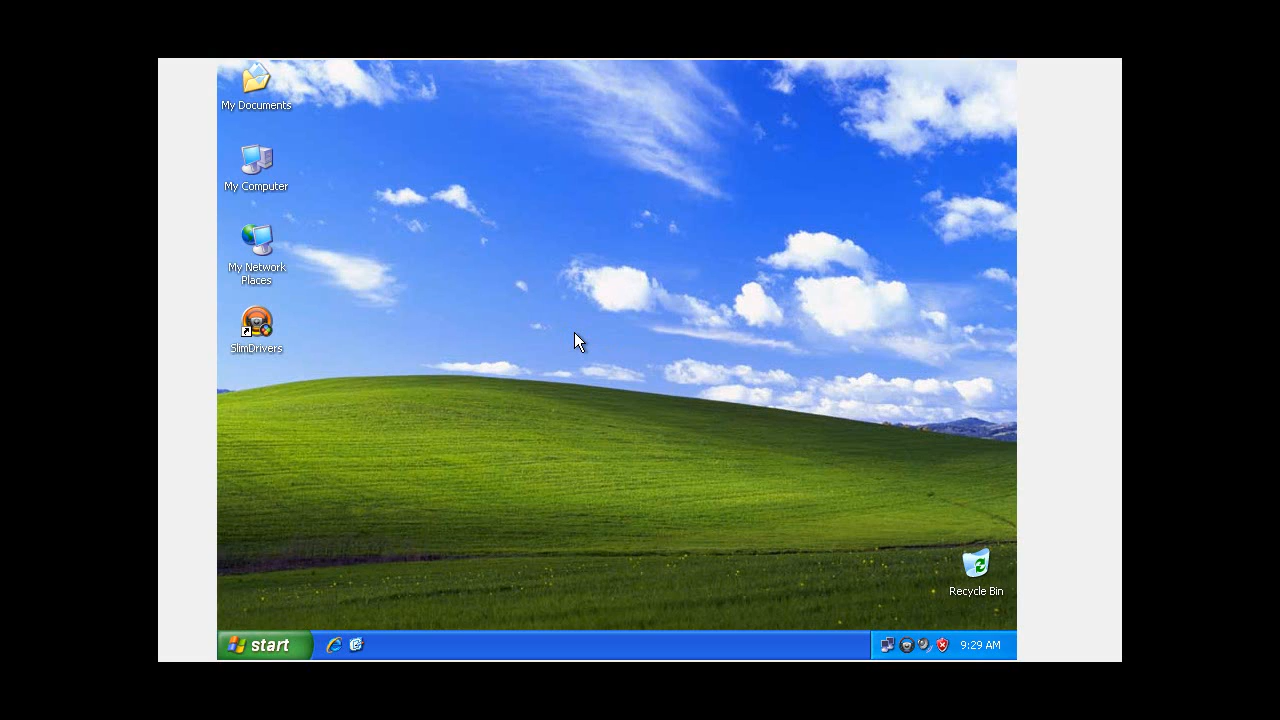 My Documents
My Computer
My Network
Places
SlimDrivers
Recycle Bin
start
9:29 AM